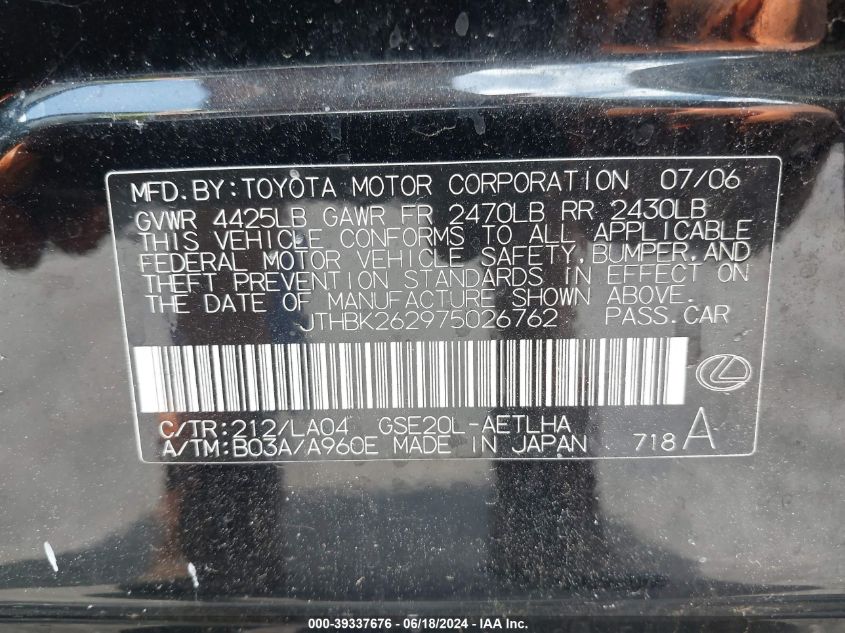 MFD.BY:TOYOTA MOTOR CORPORATION 07/06
GVWR 4425LB GAWR FR 2470LB RR 2430LB
THIS VEHICLE CONFORMS TO ALL APPLICABLE
FEDERAL MOTOR VEHICLE SAFETY,BUMPER,AND
THEFT PREVENTION STANDARDS IN EFFECT ON
THE DATE OF MANUFACTURE SHOWN ABOVE.
JTHBK262975026762 PASS.CAR
C/TR:212/LA04 GSE20L-AETLHA
A/TM:B03A/A960E MADE IN JAPAN 718 A
000-39337676 - 06/18/2024 - IAA Inc.